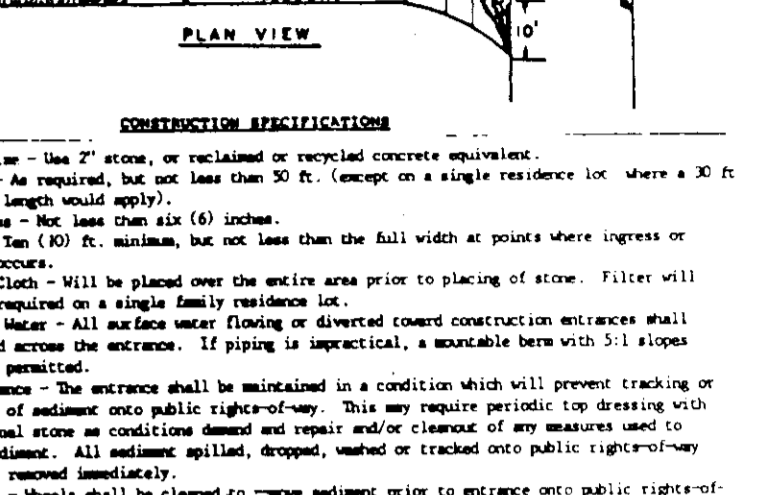 PLAN VIEW
10'
CONSTRUCTION SPECIFICATIONS
- Use 2" stone, or reclaimed or recycled concrete equivalent.
- As required, but not less than 50 ft. (except on a single residence lot where a 30 ft
length would apply).
- Not less than six (6) inches.
Ten (10) ft. minimum, but not less than the full width at points where ingress or
occurs.
Cloth - Will be placed over the entire area prior to placing of stone. Filter will
required on a single family residence lot.
Water - All surface water flowing or diverted toward construction entrances shall
across the entrance. If piping is impractical, a mountable berm with 5:1 slopes
permitted.
- The entrance shall be maintained in a condition which will prevent tracking or
of sediment onto public rights-of-way. This may require periodic top dressing with
stone as conditions demand and repair and/or cleanout of any measures used to
All sediment spilled, dropped, washed or tracked onto public rights-of-way
removed immediately.
- Wheels shall be cleaned to remove sediment prior to entrance onto public rights-of-